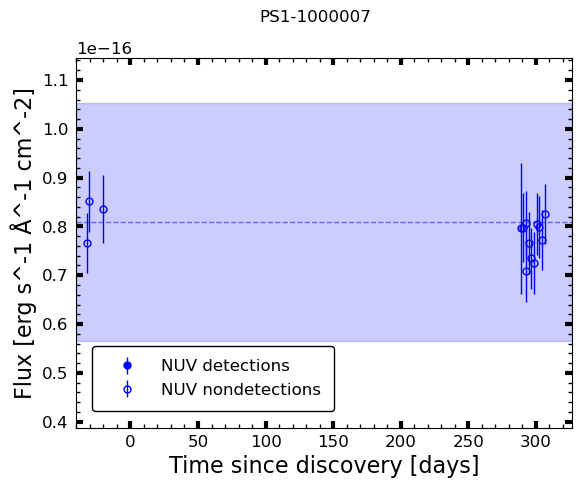 PS1-1000007
1e−16
1.1
1.0
0.9
0.8
0.7
0.6
0.5
0.4
Flux [erg s^-1 Å^-1 cm^-2]
NUV detections
NUV nondetections
0 50 100 150 200 250 300
Time since discovery [days]